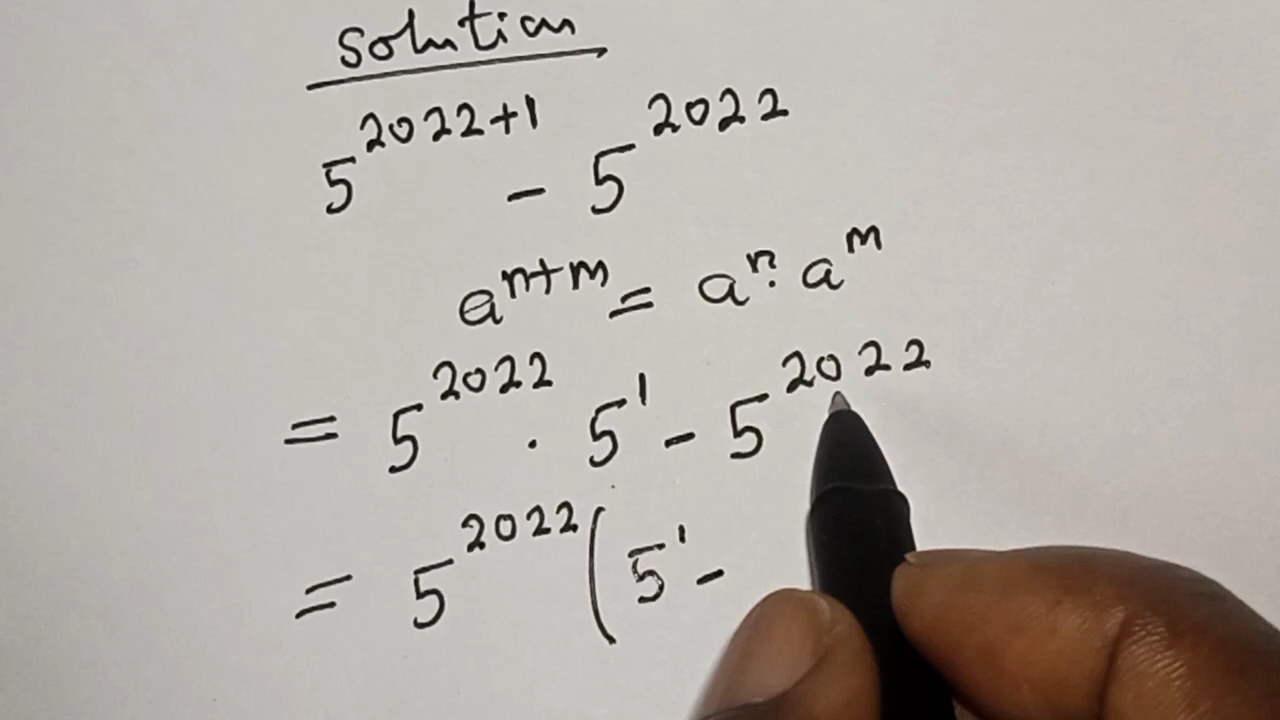 solution
5^{2022+1} - 5^{2022}
a^{n+m} = a^n . a^m
= 5^{2022} . 5^1 - 5^{2022}
= 5^{2022} ( 5^1 -